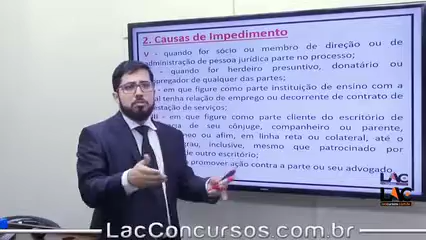 2. Causas de Impedimento
V - quando for sócio ou membro de direção ou de
administração de pessoa jurídica parte no processo;
quando for herdeiro presuntivo, donatário ou
empregador de qualquer das partes;
- em que figure como parte instituição de ensino com a
tenha relação de emprego ou decorrente de contrato de
prestação de serviços;
- em que figure como parte cliente do escritório de
de seu cônjuge, companheiro ou parente,
ou afim, em linha reta ou colateral, até o
grau, inclusive, mesmo que patrocinado por
de outro escritório;
promover ação contra a parte ou seu advogado
LAC
LAC
LacConcursos.com.br